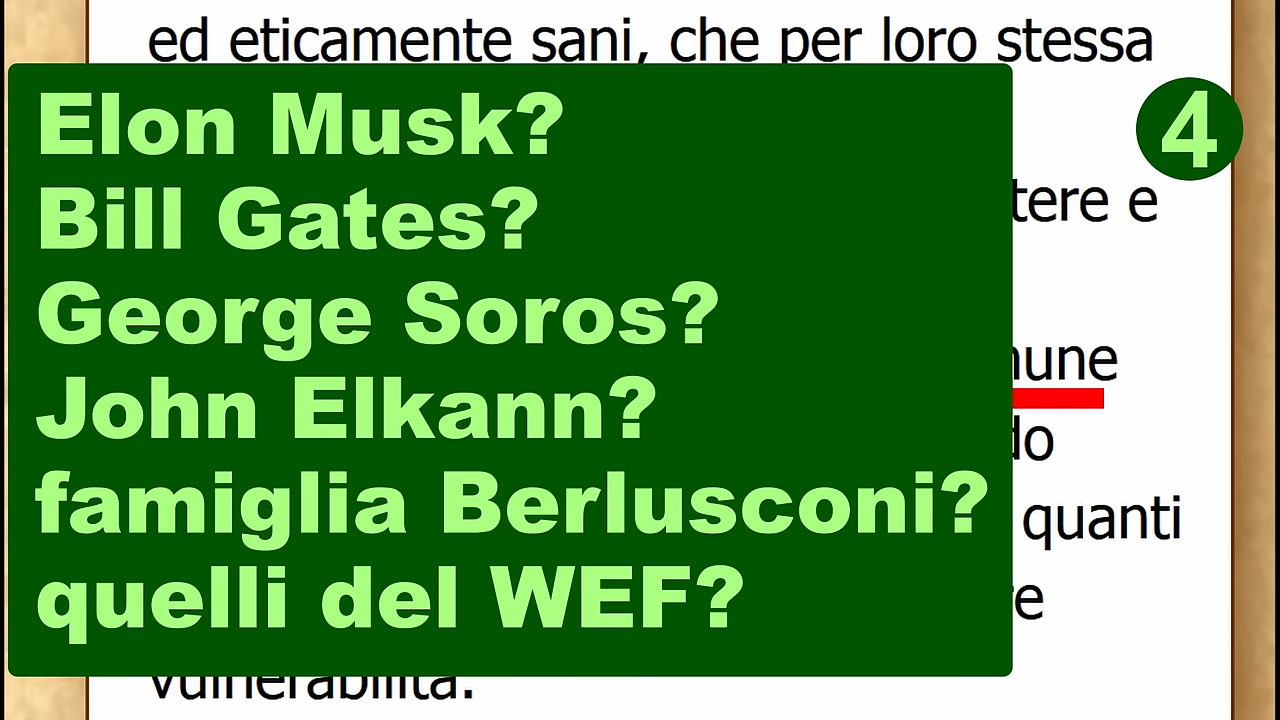 ed eticamente sani, che per loro stessa
Elon Musk?
4
Bill Gates?
tere e
George Soros?
John Elkann?
do
famiglia Berlusconi?
quanti
quelli del WEF?
vulnerabilità.